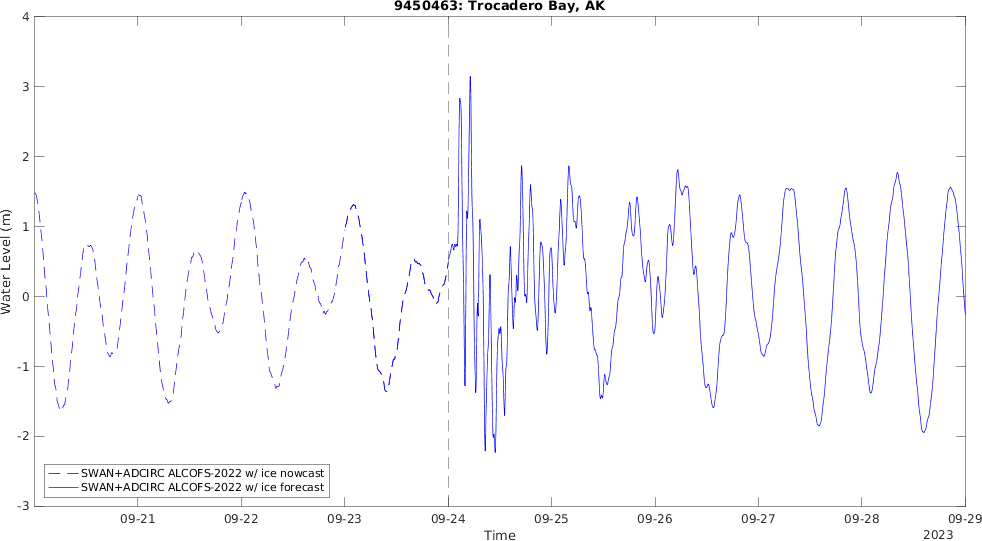 9450463: Trocadero Bay, AK
4
3
2
1
0
-1
-2
-3
Water Level (m)
SWAN+ADCIRC ALCOFS-2022 w/ ice nowcast
SWAN+ADCIRC ALCOFS-2022 w/ ice forecast
09-21 09-22 09-23 09-24 09-25 09-26 09-27 09-28 09-29
Time
2023